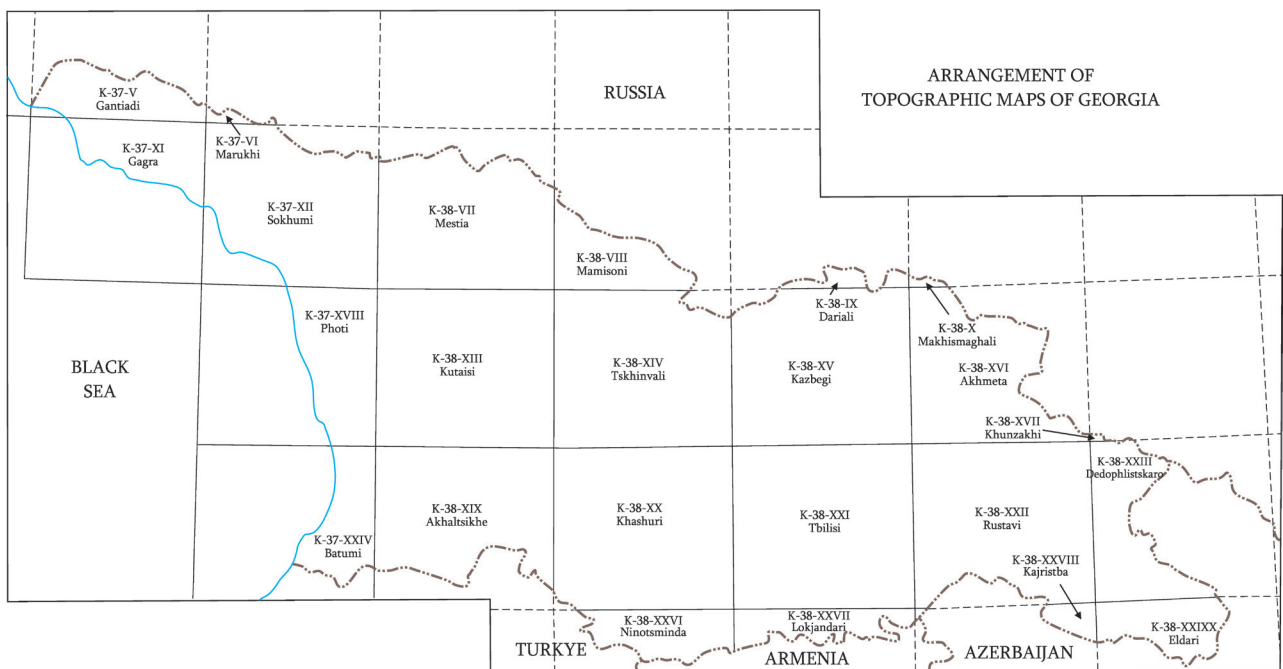 ARRANGEMENT OF
TOPOGRAPHIC MAPS OF GEORGIA
RUSSIA
K-37-V
Gantiadi
K-37-VI
Marukhi
K-37-XI
Gagra
K-37-XII
Sokhumi
K-38-VII
Mestia
K-38-VIII
Mamisoni
K-38-IX
Dariali
K-38-X
Makhismaghali
BLACK
SEA
K-37-XVIII
Photi
K-38-XIII
Kutaisi
K-38-XIV
Tskhinvali
K-38-XV
Kazbegi
K-38-XVI
Akhmeta
K-38-XVII
Khunzakhi
K-37-XXIV
Batumi
K-38-XIX
Akhaltsikhe
K-38-XX
Khashuri
K-38-XXI
Tbilisi
K-38-XXII
Rustavi
K-38-XXIII
Dedophlistskaro
K-38-XXVIII
Kajristba
K-38-XXVI
Ninotsminda
K-38-XXVII
Lokjandari
K-38-XXIXX
Eldari
TURKYE
ARMENIA
AZERBAIJAN